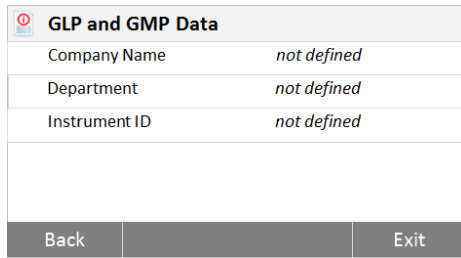 GLP and GMP Data
Company Name not defined
Department not defined
Instrument ID not defined
Back Exit